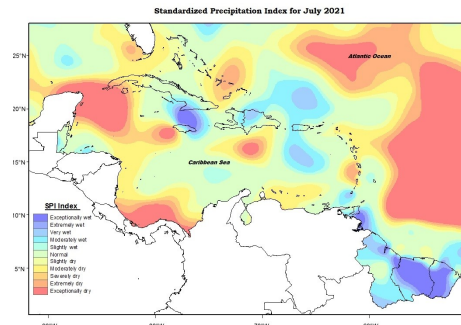 Standardized Precipitation Index for July 2021
25°N
Atlantic Ocean
20°N
15°N
Caribbean Sea
10°N
5°N
SPI Index
Exceptionally wet
Extremely wet
Very wet
Moderately wet
Slightly wet
Normal
Slightly dry
Moderately dry
Severely dry
Extremely dry
Exceptionally dry